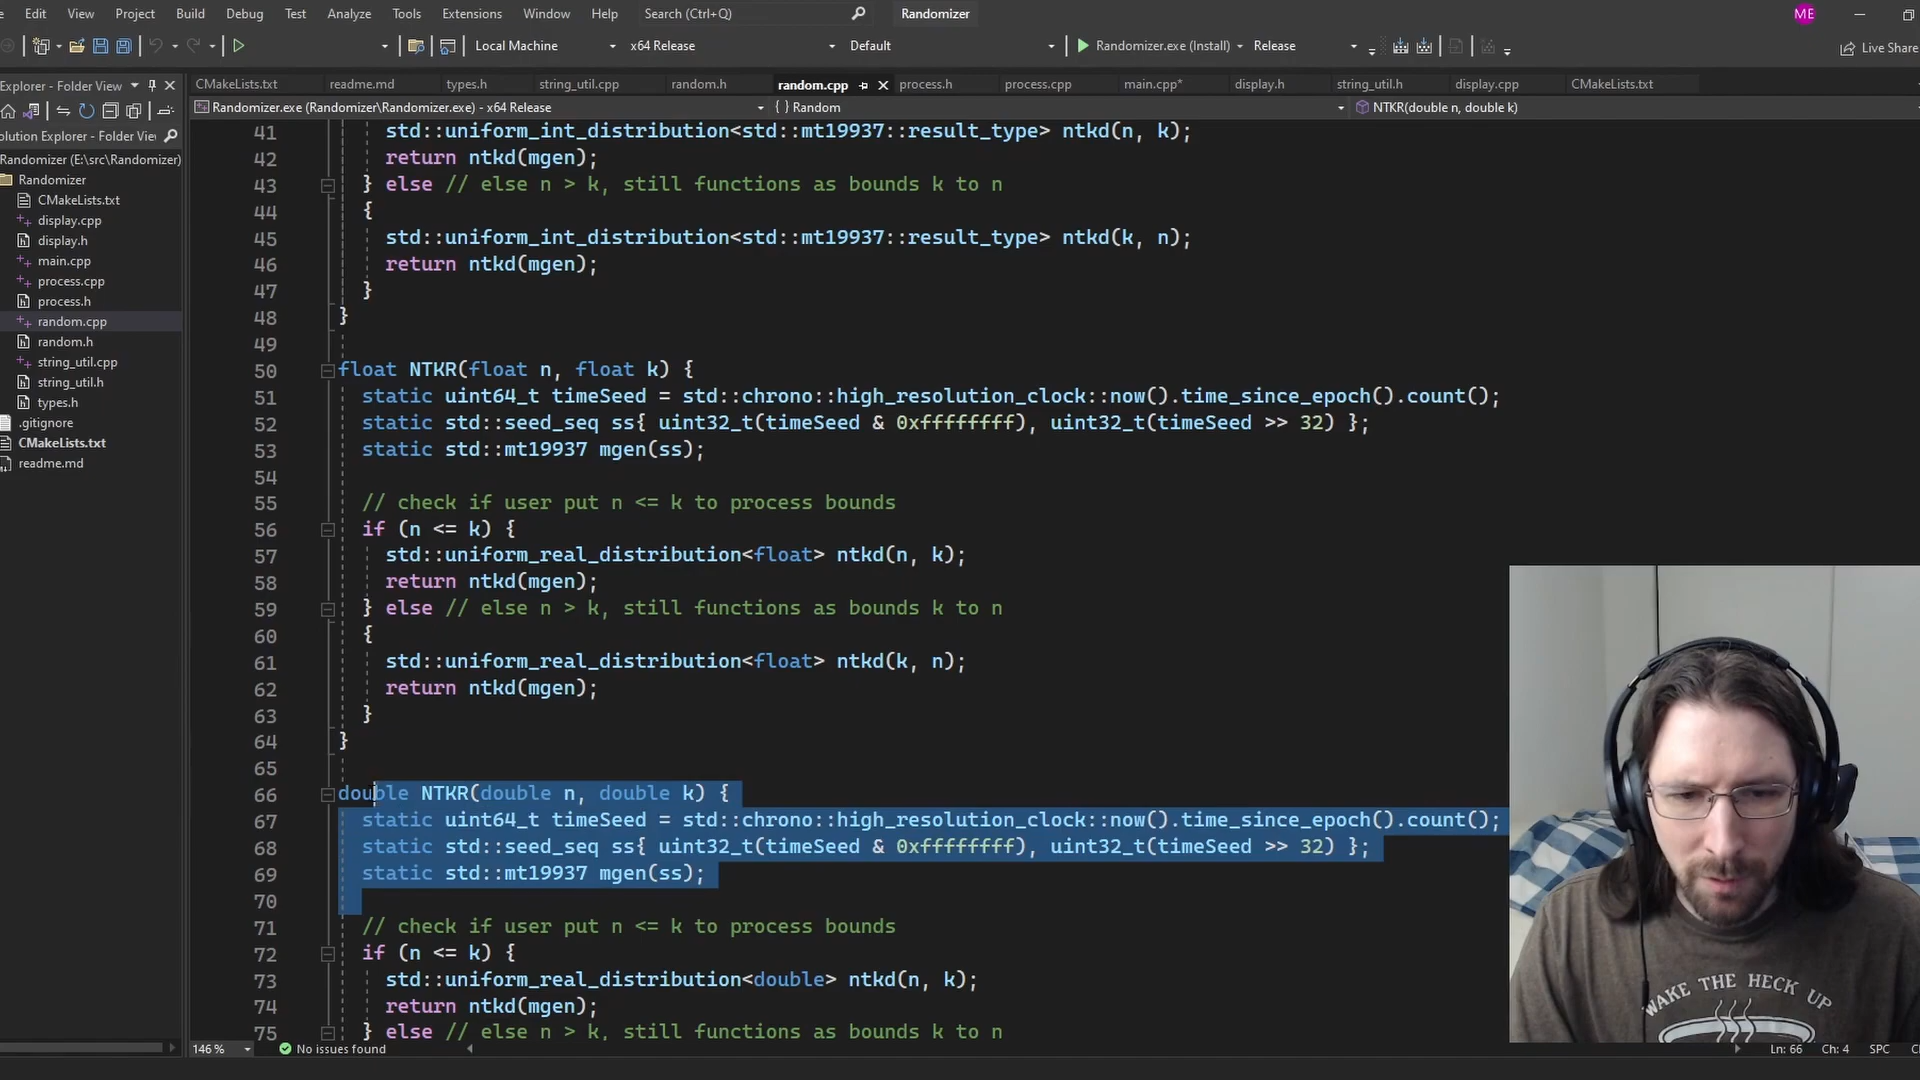 Edit View Project Build Debug Test Analyze Tools Extensions Window Help Search (Ctrl+Q) Randomizer ME
Local Machine x64 Release Default Randomizer.exe (Install) Release Live Share
Explorer - Folder View
CMakeLists.txt readme.md types.h string_util.cpp random.h random.cpp process.h process.cpp main.cpp* display.h string_util.h display.cpp CMakeLists.txt
Randomizer.exe (Randomizer\Randomizer.exe) - x64 Release { } Random NTKR(double n, double k)
olution Explorer - Folder Viev
Randomizer (E:\src\Randomizer)
Randomizer
CMakeLists.txt
display.cpp
display.h
main.cpp
process.cpp
process.h
random.cpp
random.h
string_util.cpp
string_util.h
types.h
.gitignore
CMakeLists.txt
readme.md
41 std::uniform_int_distribution<std::mt19937::result_type> ntkd(n, k);
42 return ntkd(mgen);
43 } else // else n > k, still functions as bounds k to n
44 {
45 std::uniform_int_distribution<std::mt19937::result_type> ntkd(k, n);
46 return ntkd(mgen);
47 }
48 }
49
50 float NTKR(float n, float k) {
51 static uint64_t timeSeed = std::chrono::high_resolution_clock::now().time_since_epoch().count();
52 static std::seed_seq ss{ uint32_t(timeSeed & 0xffffffff), uint32_t(timeSeed >> 32) };
53 static std::mt19937 mgen(ss);
54
55 // check if user put n <= k to process bounds
56 if (n <= k) {
57 std::uniform_real_distribution<float> ntkd(n, k);
58 return ntkd(mgen);
59 } else // else n > k, still functions as bounds k to n
60 {
61 std::uniform_real_distribution<float> ntkd(k, n);
62 return ntkd(mgen);
63 }
64 }
65
66 double NTKR(double n, double k) {
67 static uint64_t timeSeed = std::chrono::high_resolution_clock::now().time_since_epoch().count();
68 static std::seed_seq ss{ uint32_t(timeSeed & 0xffffffff), uint32_t(timeSeed >> 32) };
69 static std::mt19937 mgen(ss);
70
71 // check if user put n <= k to process bounds
72 if (n <= k) {
73 std::uniform_real_distribution<double> ntkd(n, k);
74 return ntkd(mgen);
75 } else // else n > k, still functions as bounds k to n
146 % No issues found Ln: 66 Ch: 4 SPC
WAKE THE HECK UP